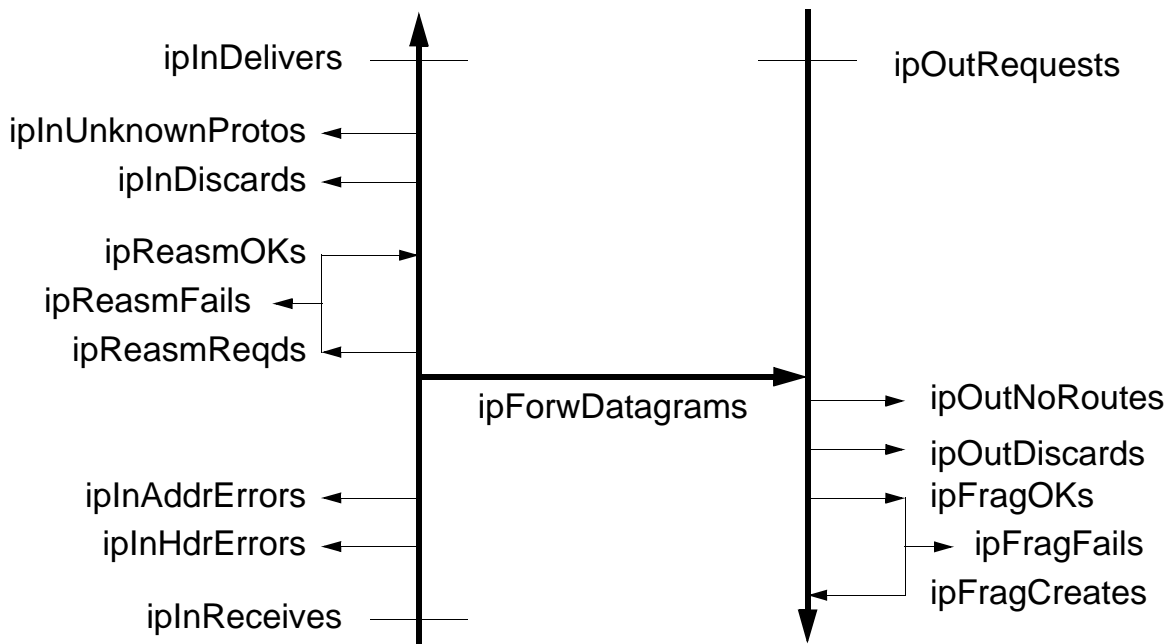 ipInDelivers
ipOutRequests
ipInUnknownProtos
ipInDiscards
ipReasmOKs
ipReasmFails
ipReasmReqds
ipForwDatagrams
ipOutNoRoutes
ipOutDiscards
ipInAddrErrors
ipFragOKs
ipInHdrErrors
ipFragFails
ipFragCreates
ipInReceives